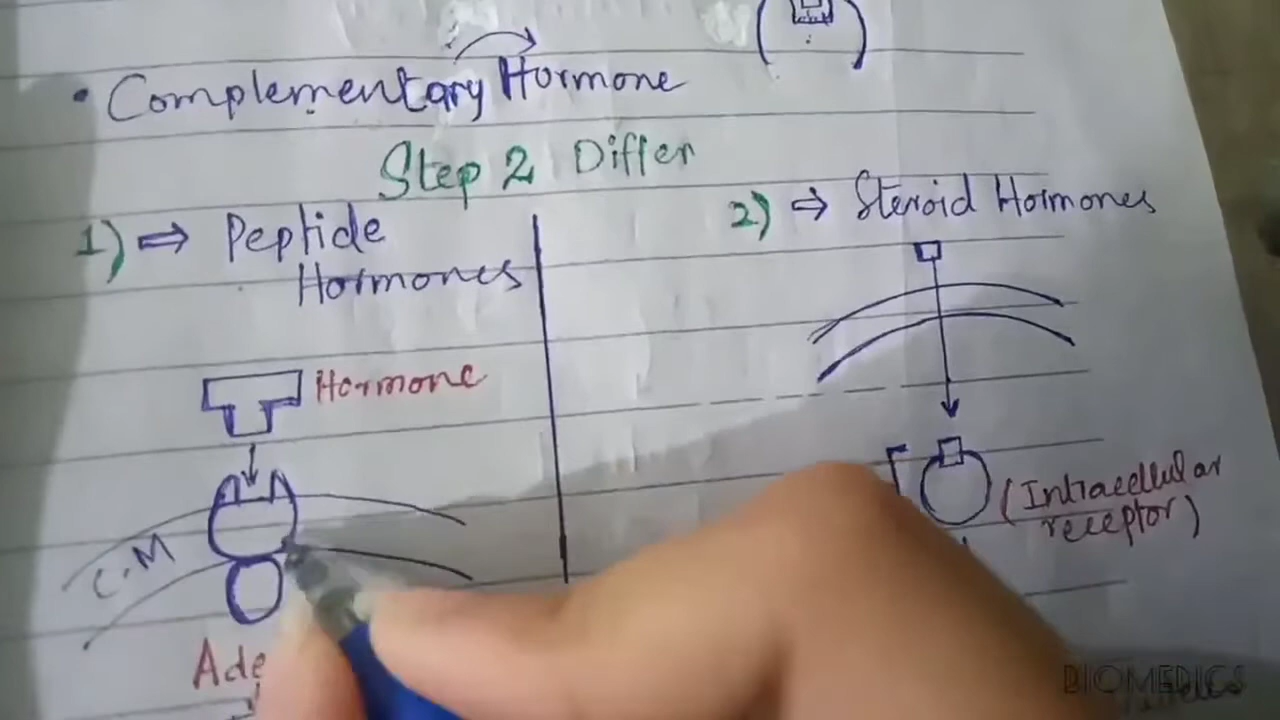 • Complementary Hormone
Step 2 Differ
1) ⇒ Peptide
Hormones
2) ⇒ Steroid Hormones
Hormone
C.M
(Intracellular
receptor)
Ade
BIOMEDICS